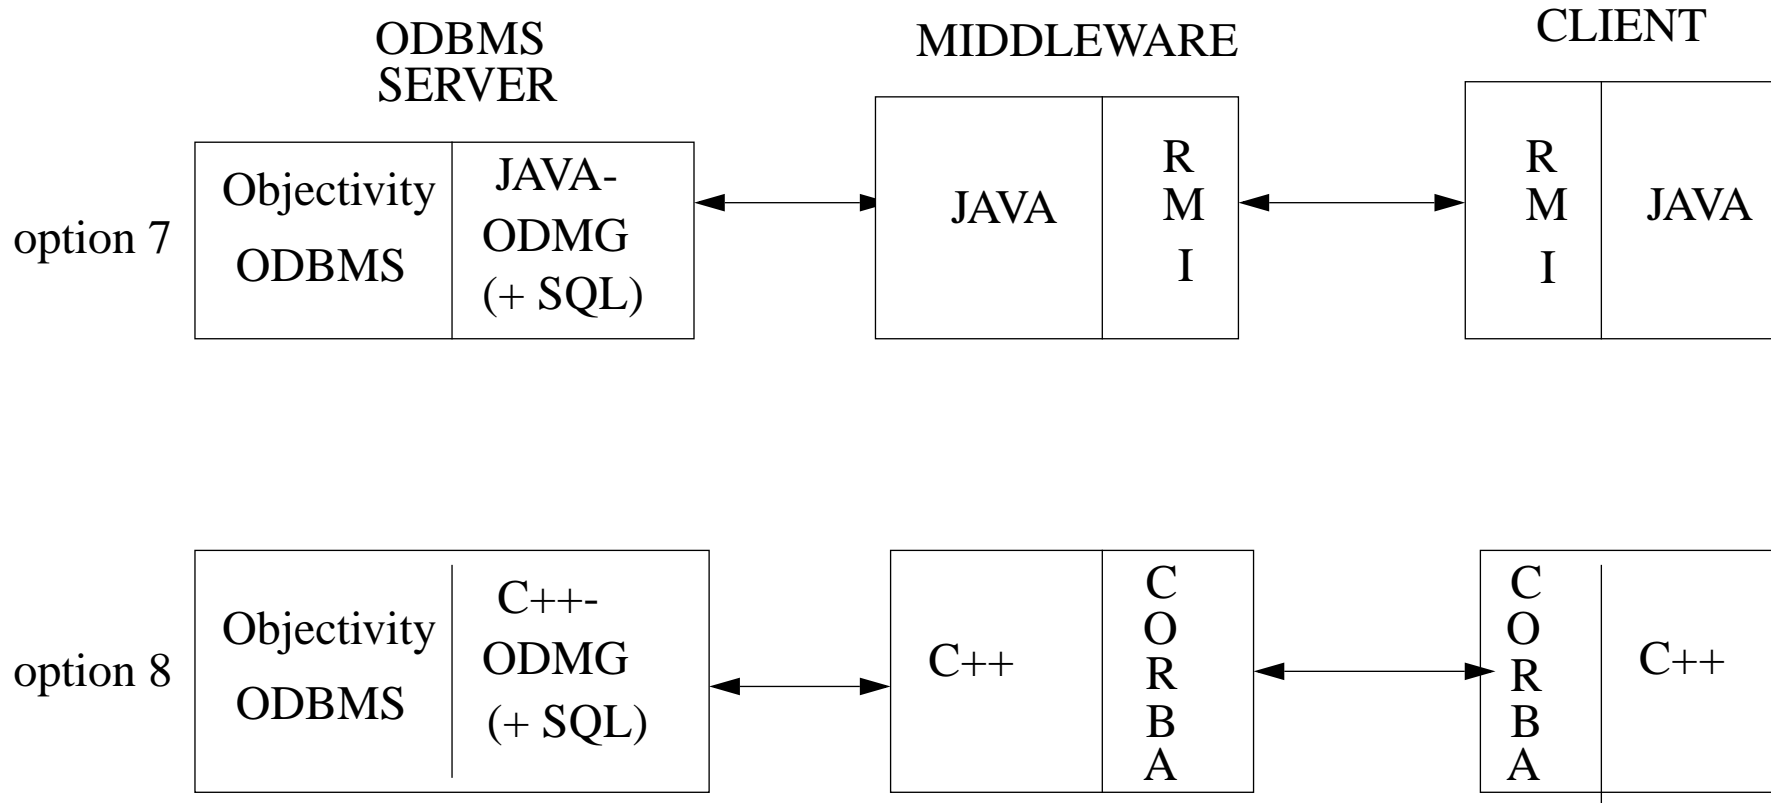 ODBMS
SERVER
MIDDLEWARE
CLIENT
option 7
Objectivity
ODBMS
JAVA-
ODMG
(+ SQL)
JAVA
R
M
I
R
M
I
JAVA
option 8
Objectivity
ODBMS
C++-
ODMG
(+ SQL)
C++
C
O
R
B
A
C
O
R
B
A
C++